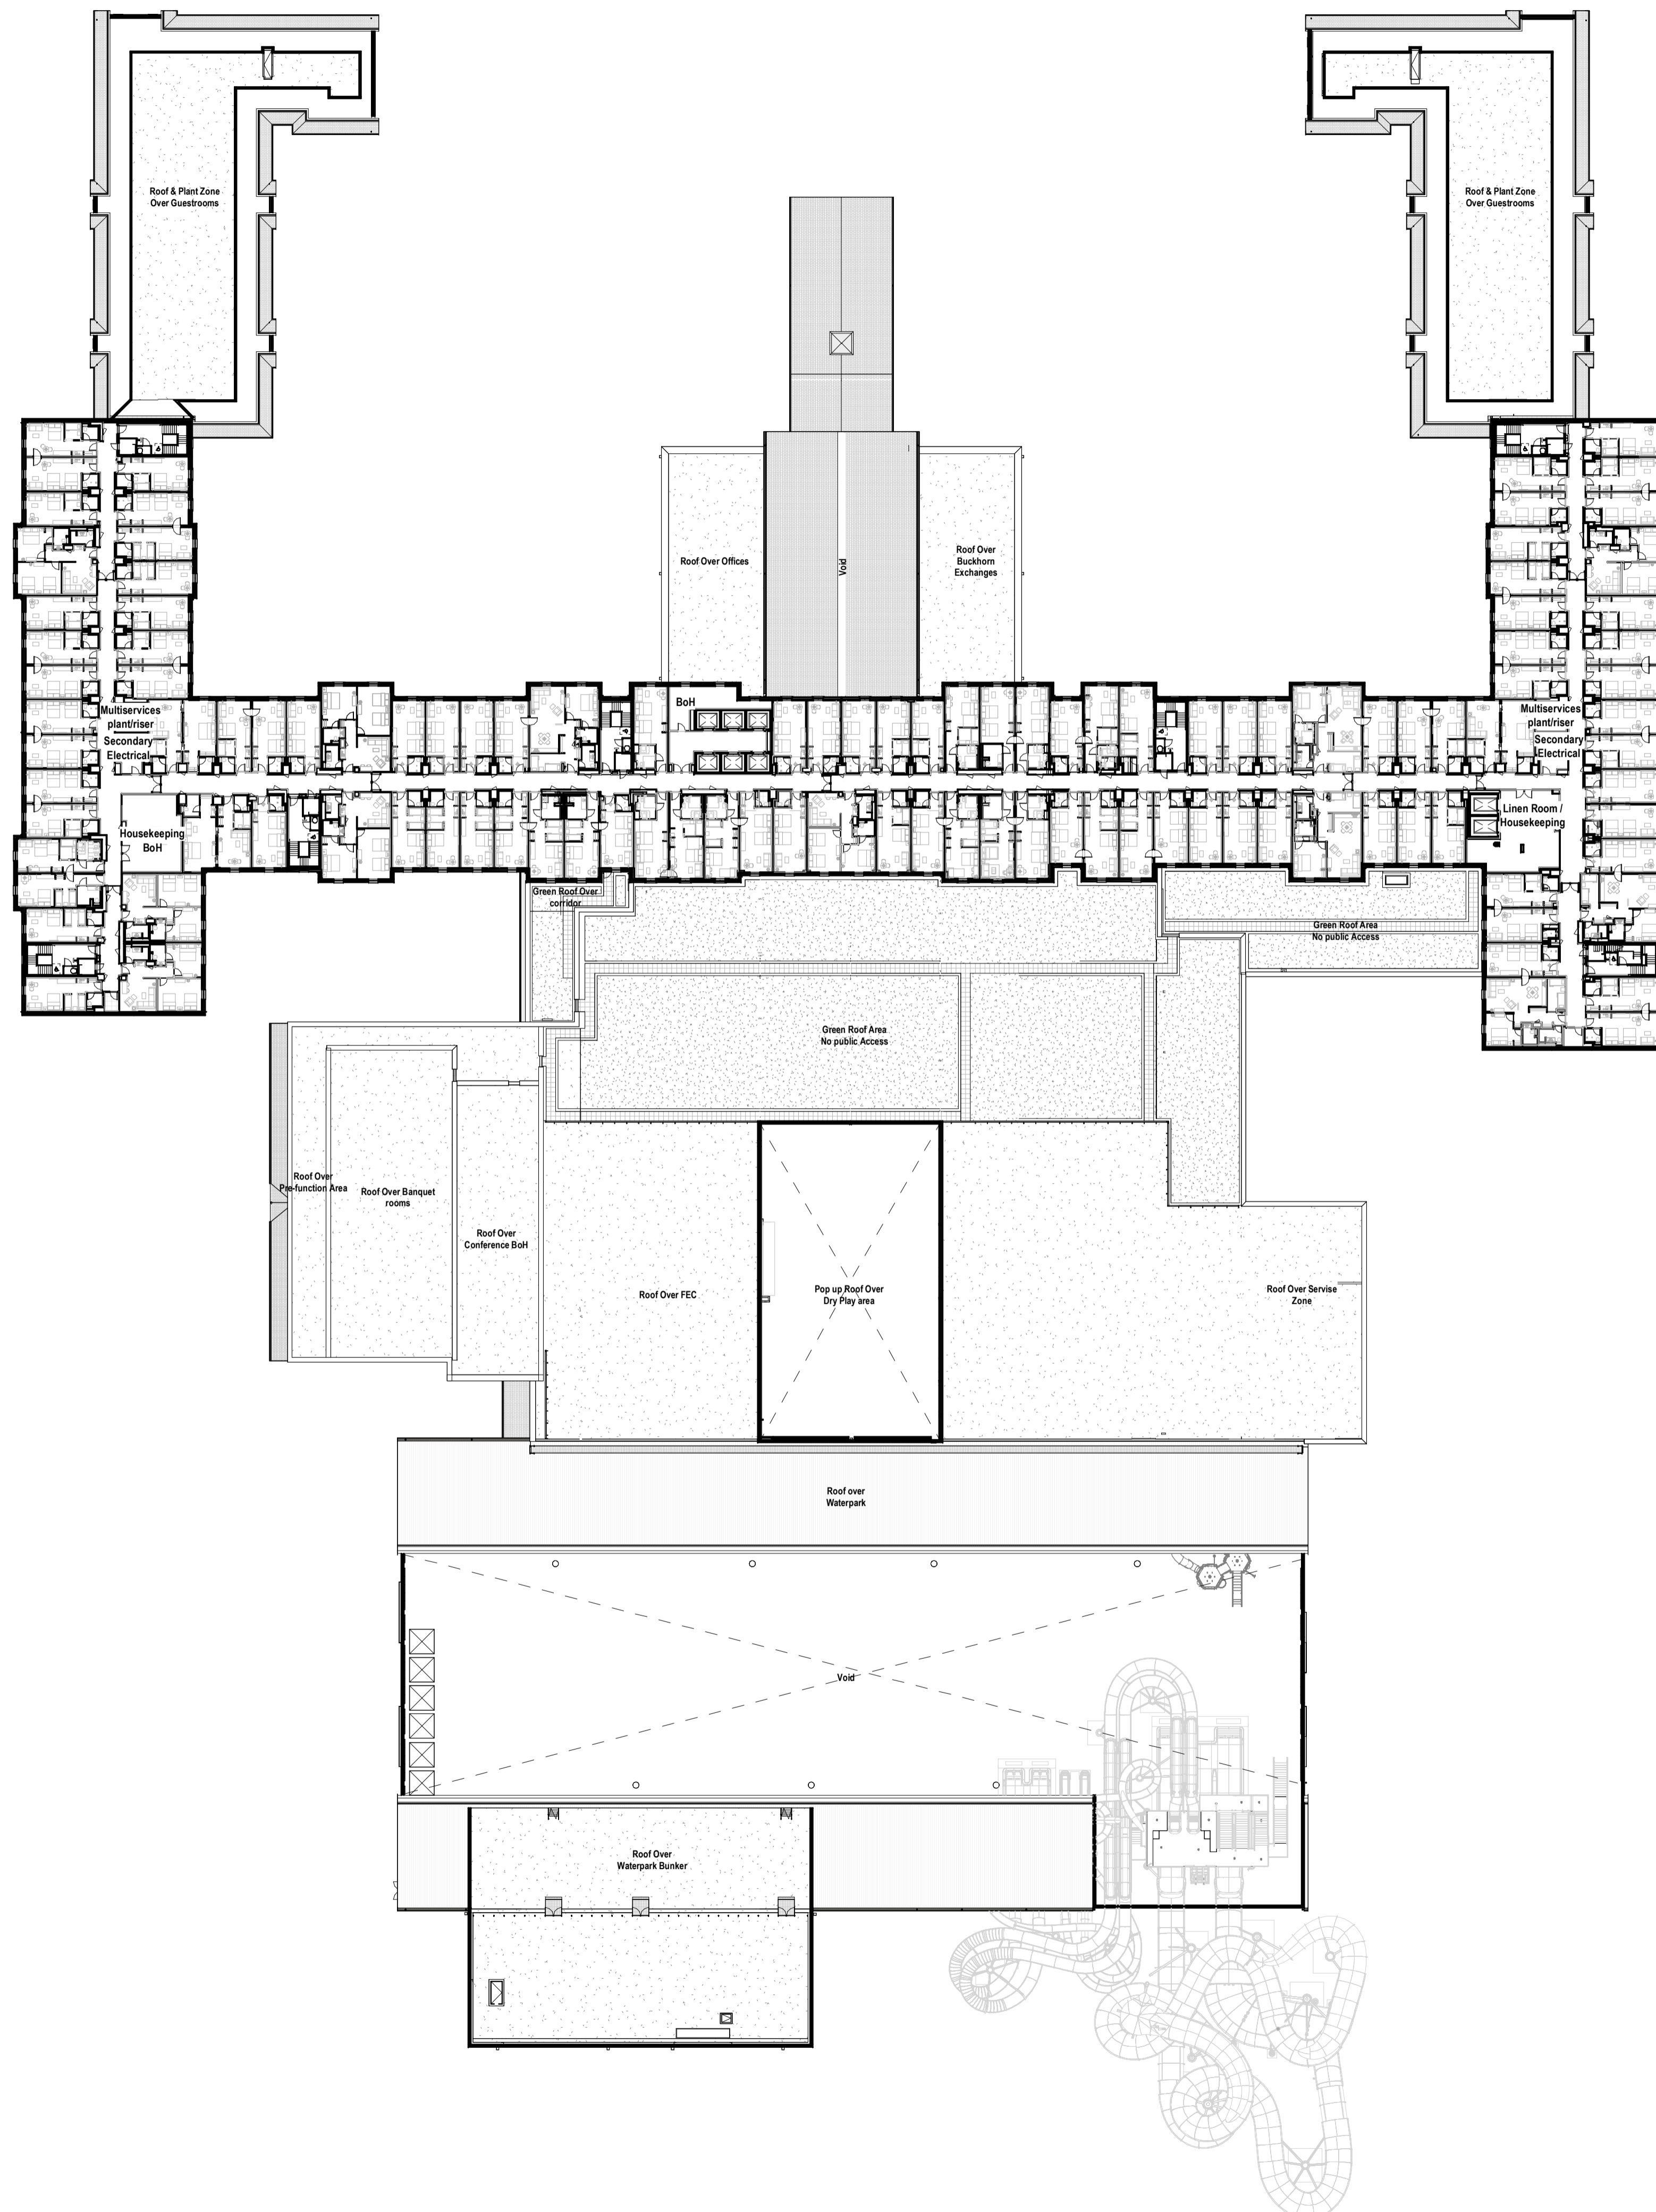 Roof & Plant Zone
Over Guestrooms
Roof & Plant Zone
Over Guestrooms
Roof Over Offices
Void
Roof Over
Buckhorn
Exchanges
Multiservices
plant/riser
Secondary
Electrical
BoH
Multiservices
plant/riser
Secondary
Electrical
Housekeeping
BoH
Linen Room /
Housekeeping
Green Roof Over
corridor
Green Roof Area
No public Access
Green Roof Area
No public Access
Roof Over
Pre-function Area
Roof Over Banquet
rooms
Roof Over
Conference BoH
Roof Over FEC
Pop up Roof Over
Dry Play area
Roof Over Servise
Zone
Roof over
Waterpark
Void
Roof Over
Waterpark Bunker